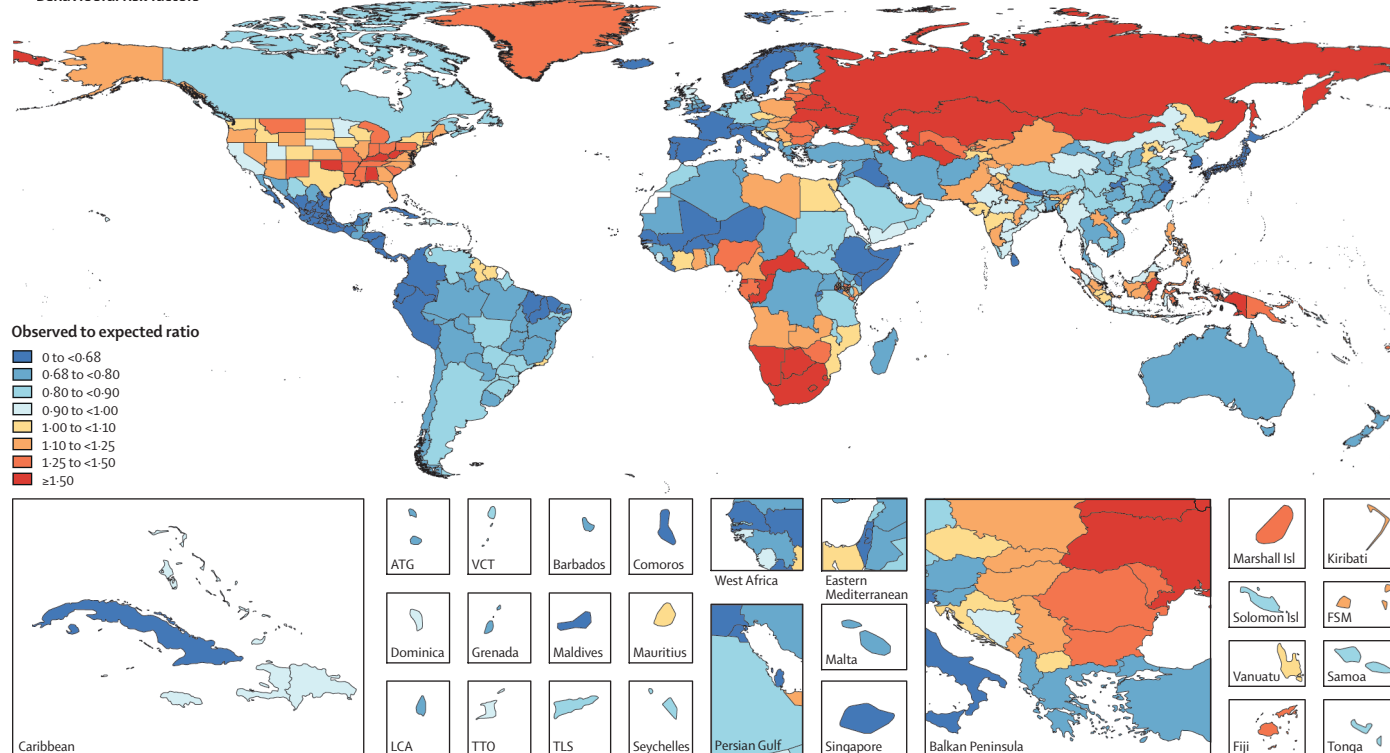 Behavioural risk factors
Observed to expected ratio
0 to <0·68
0·68 to <0·80
0·80 to <0·90
0·90 to <1·00
1·00 to <1·10
1·10 to <1·25
1·25 to <1·50
≥1·50
Caribbean
ATG
VCT
Barbados
Comoros
Dominica
Grenada
Maldives
Mauritius
LCA
TTO
TLS
Seychelles
West Africa
Eastern
Mediterranean
Persian Gulf
Malta
Singapore
Balkan Peninsula
Marshall Isl
Kiribati
Solomon Isl
FSM
Vanuatu
Samoa
Fiji
Tonga